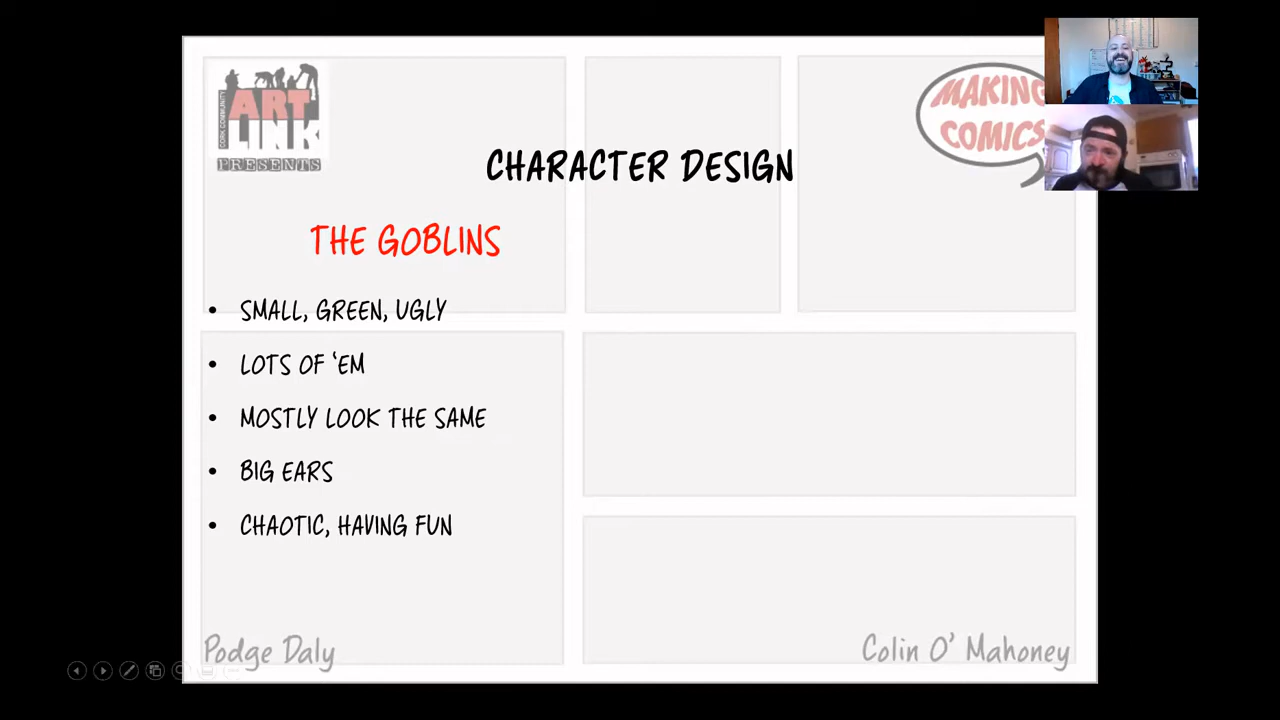 CORK COMMUNITY
ART
LINK
PRESENTS
MAKING
COMICS
CHARACTER DESIGN
THE GOBLINS
• SMALL, GREEN, UGLY
• LOTS OF ‘EM
• MOSTLY LOOK THE SAME
• BIG EARS
• CHAOTIC, HAVING FUN
Podge Daly
Colin O’ Mahoney